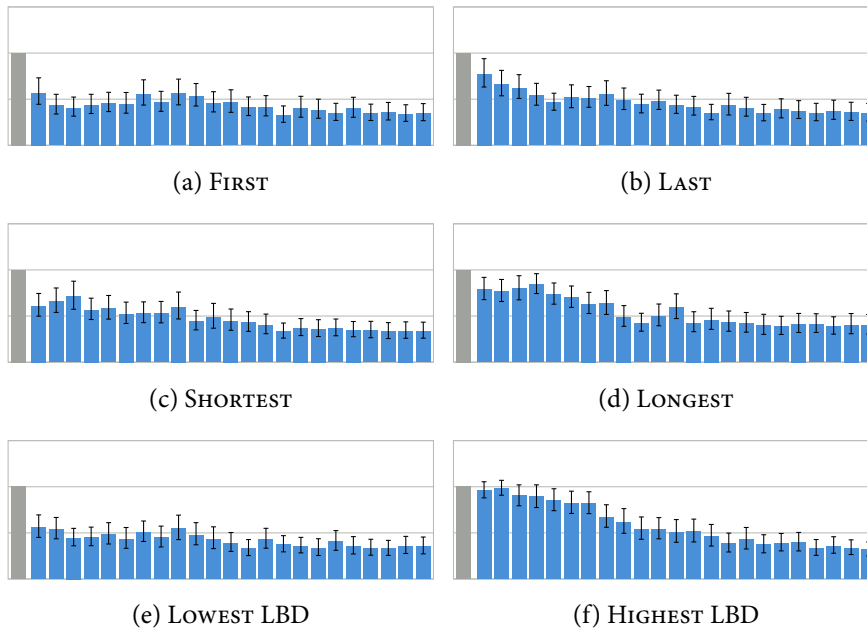 (a) First
(b) Last
(c) Shortest
(d) Longest
(e) Lowest LBD
(f) Highest LBD